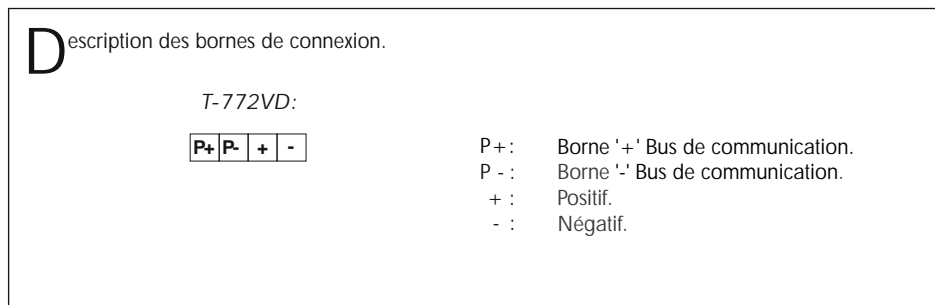 Description des bornes de connexion.
T-772VD:
P+ P- + -
P+: Borne '+' Bus de communication.
P - : Borne '-' Bus de communication.
+ : Positif.
- : Négatif.